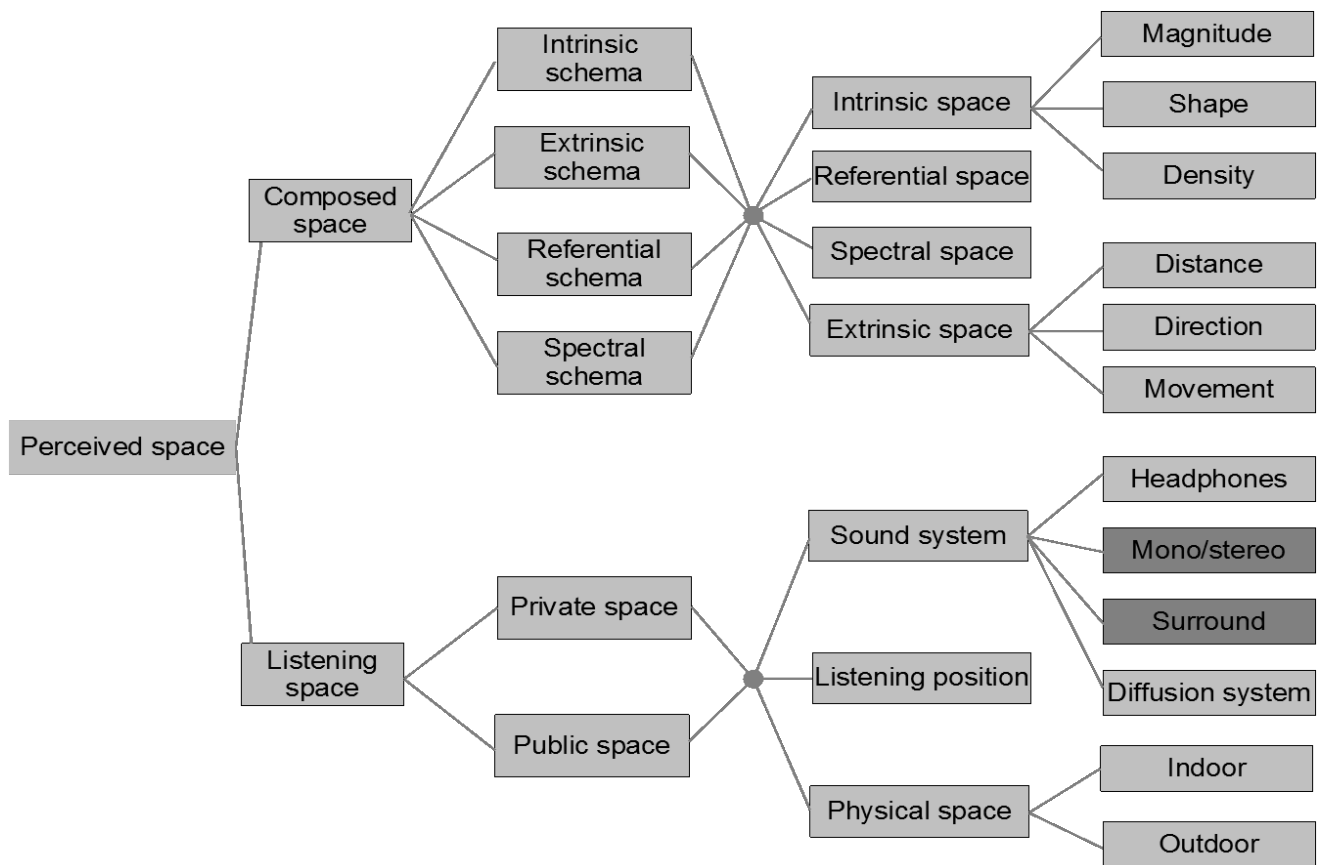 Perceived space
Composed
space
Listening
space
Intrinsic
schema
Extrinsic
schema
Referential
schema
Spectral
schema
Private space
Public space
Intrinsic space
Referential space
Spectral space
Extrinsic space
Sound system
Listening position
Physical space
Magnitude
Shape
Density
Distance
Direction
Movement
Headphones
Mono/stereo
Surround
Diffusion system
Indoor
Outdoor